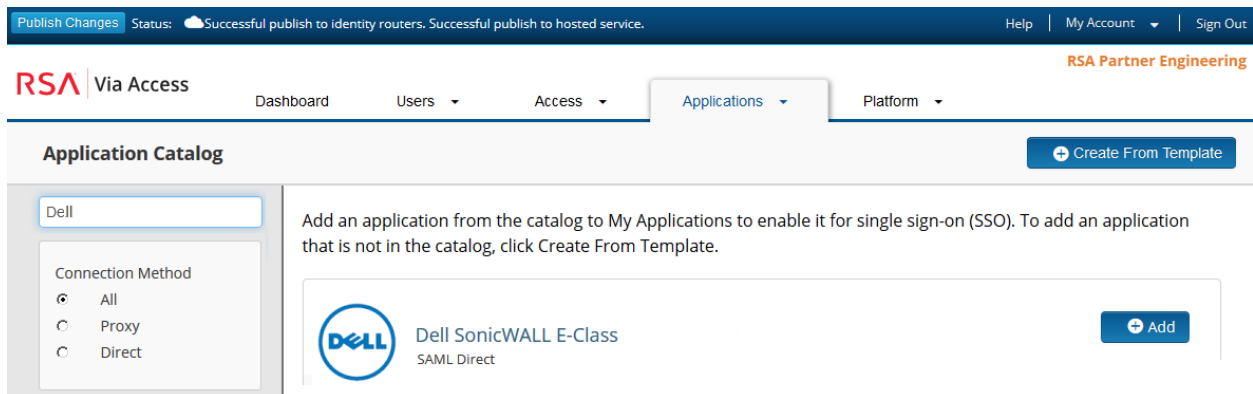 Publish Changes Status: Successful publish to identity routers. Successful publish to hosted service. Help My Account Sign Out
RSA Partner Engineering
RSA Via Access
Dashboard Users Access Applications Platform
Application Catalog
Create From Template
Dell
Connection Method
All
Proxy
Direct
Add an application from the catalog to My Applications to enable it for single sign-on (SSO). To add an application
that is not in the catalog, click Create From Template.
DELL
Dell SonicWALL E-Class
SAML Direct
Add